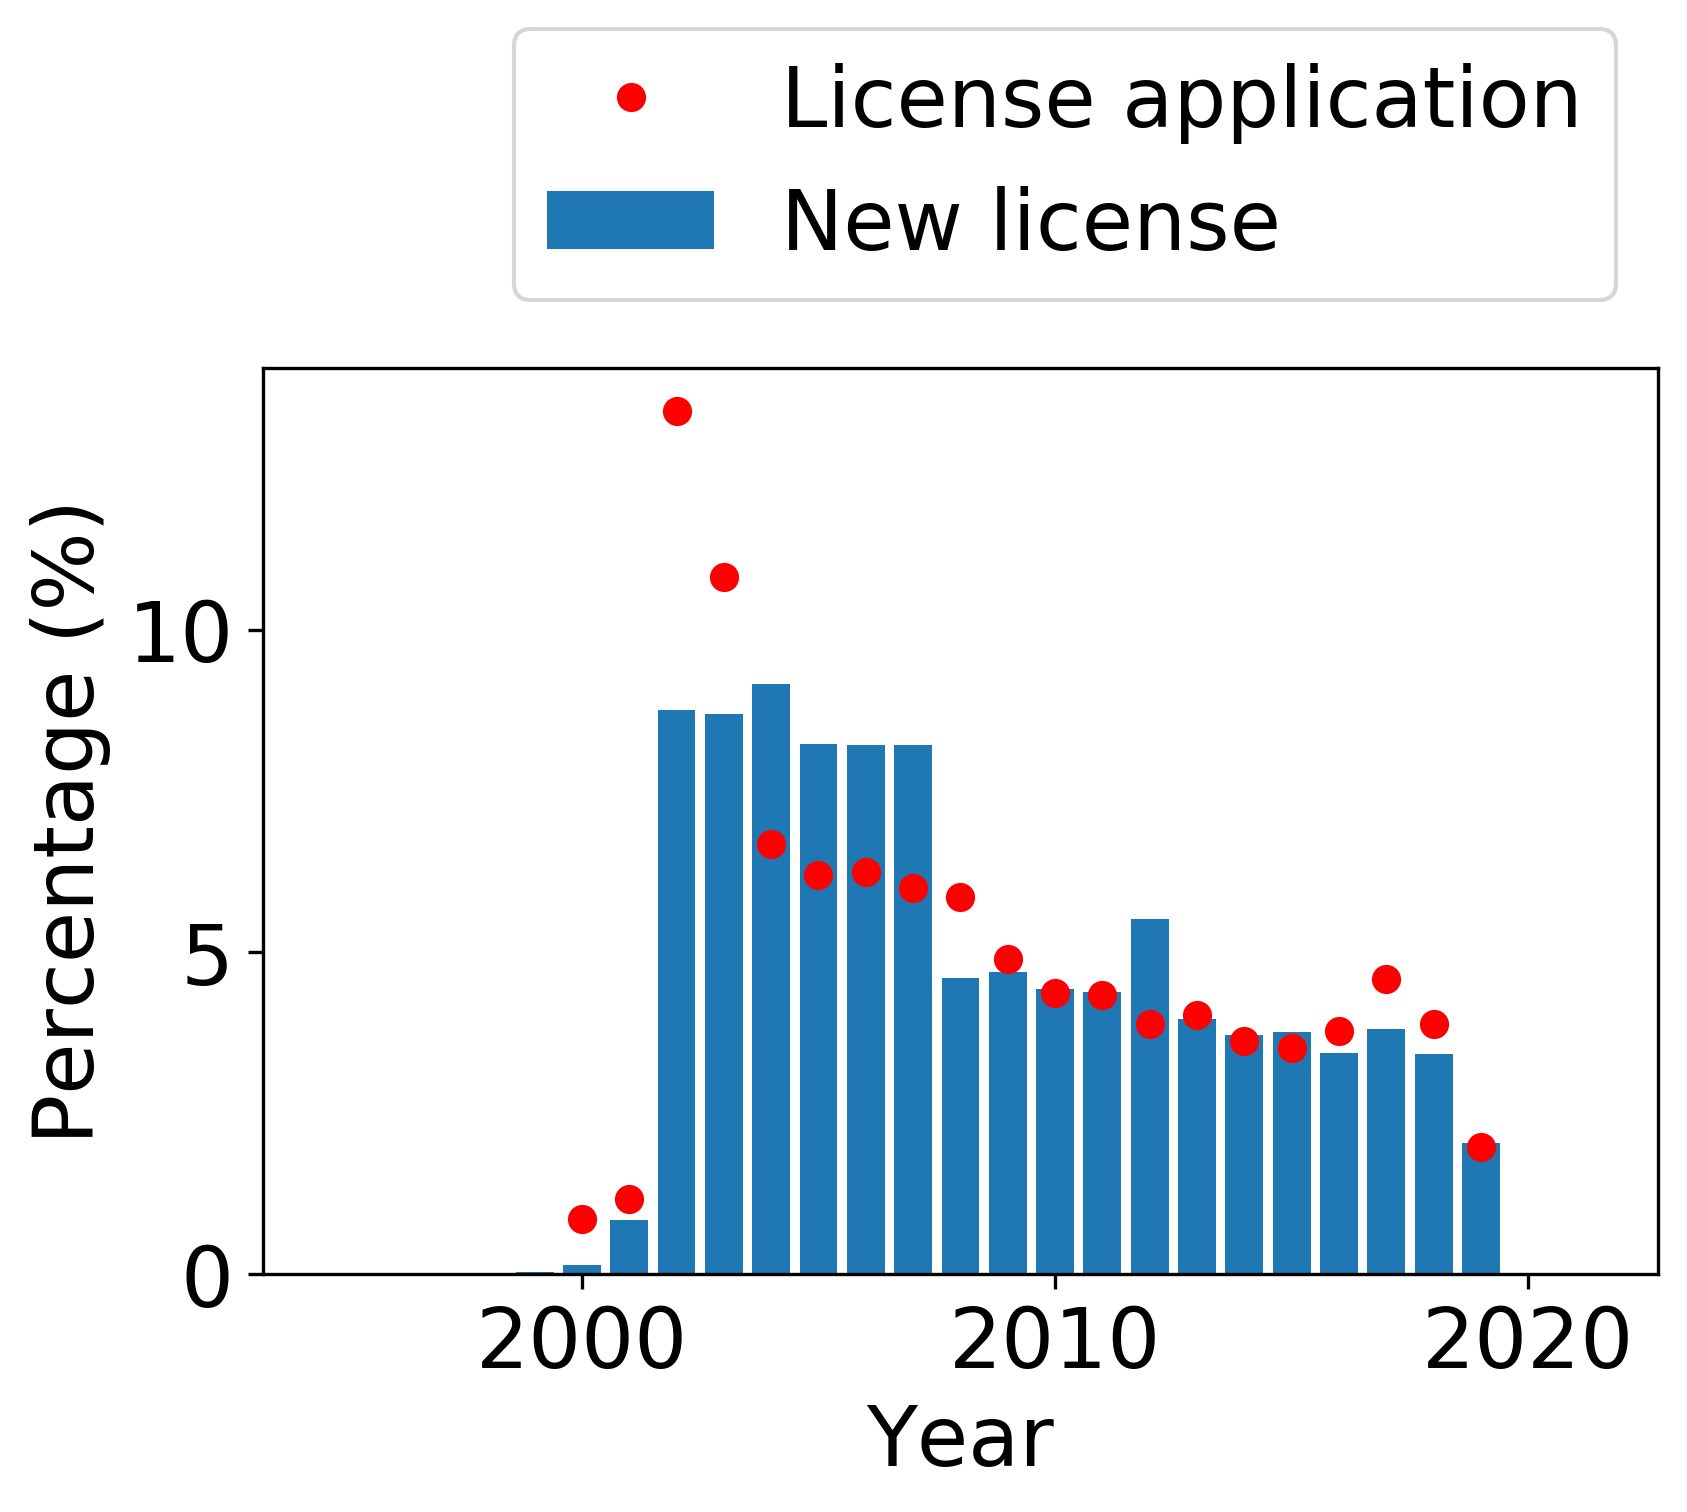 License application
New license
Percentage (%)
10
5
0
2000 2010 2020
Year